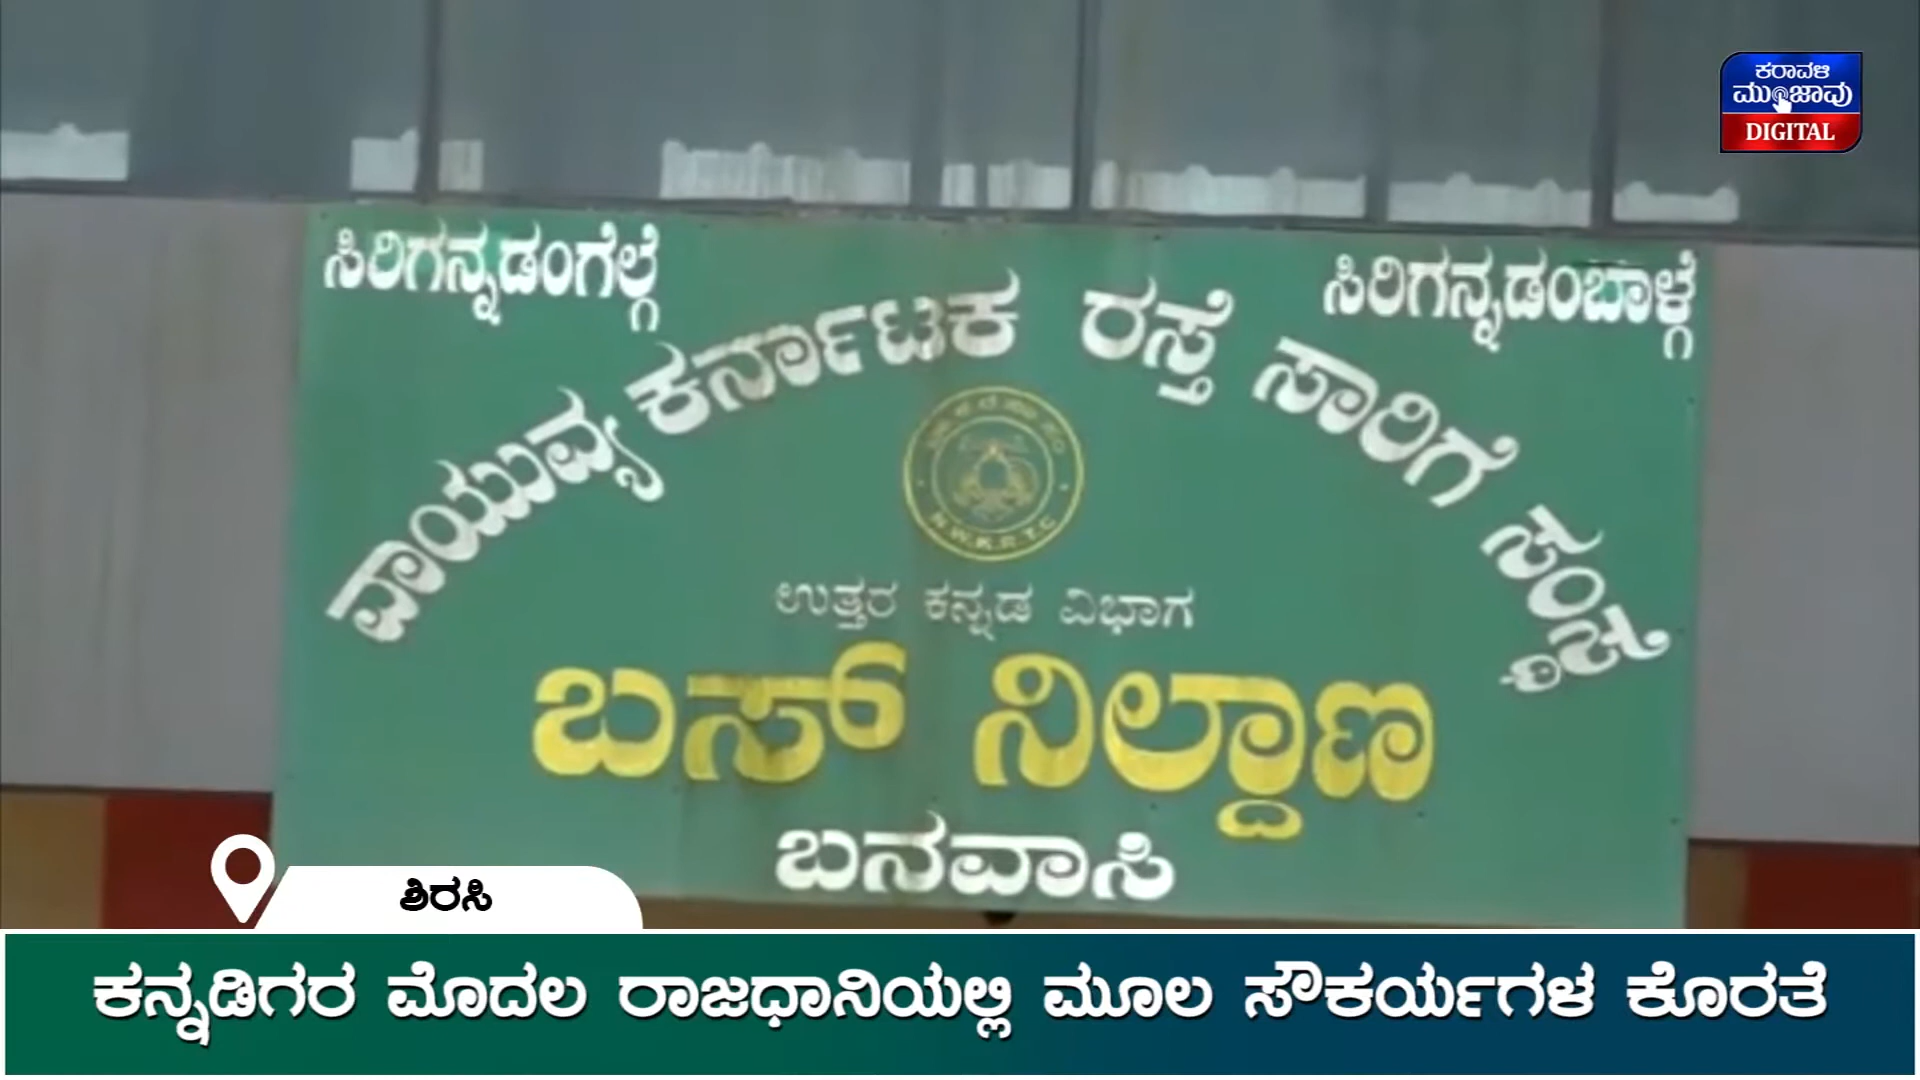 ಕರಾವಳಿ
ಮುಂಜಾವು
DIGITAL
ಸಿರಿಗನ್ನಡಂಗೆಲ್ಗೆ
ಸಿರಿಗನ್ನಡಂಬಾಳ್ಗೆ
ವಾಯುವ್ಯ ಕರ್ನಾಟಕ ರಸ್ತೆ ಸಾರಿಗೆ ಸಂಸ್ಥೆ
N.W.K.R.T.C
ಉತ್ತರ ಕನ್ನಡ ವಿಭಾಗ
ಬಸ್ ನಿಲ್ದಾಣ
ಬನವಾಸಿ
ಶಿರಸಿ
ಕನ್ನಡಿಗರ ಮೊದಲ ರಾಜಧಾನಿಯಲ್ಲಿ ಮೂಲ ಸೌಕರ್ಯಗಳ ಕೊರತೆ